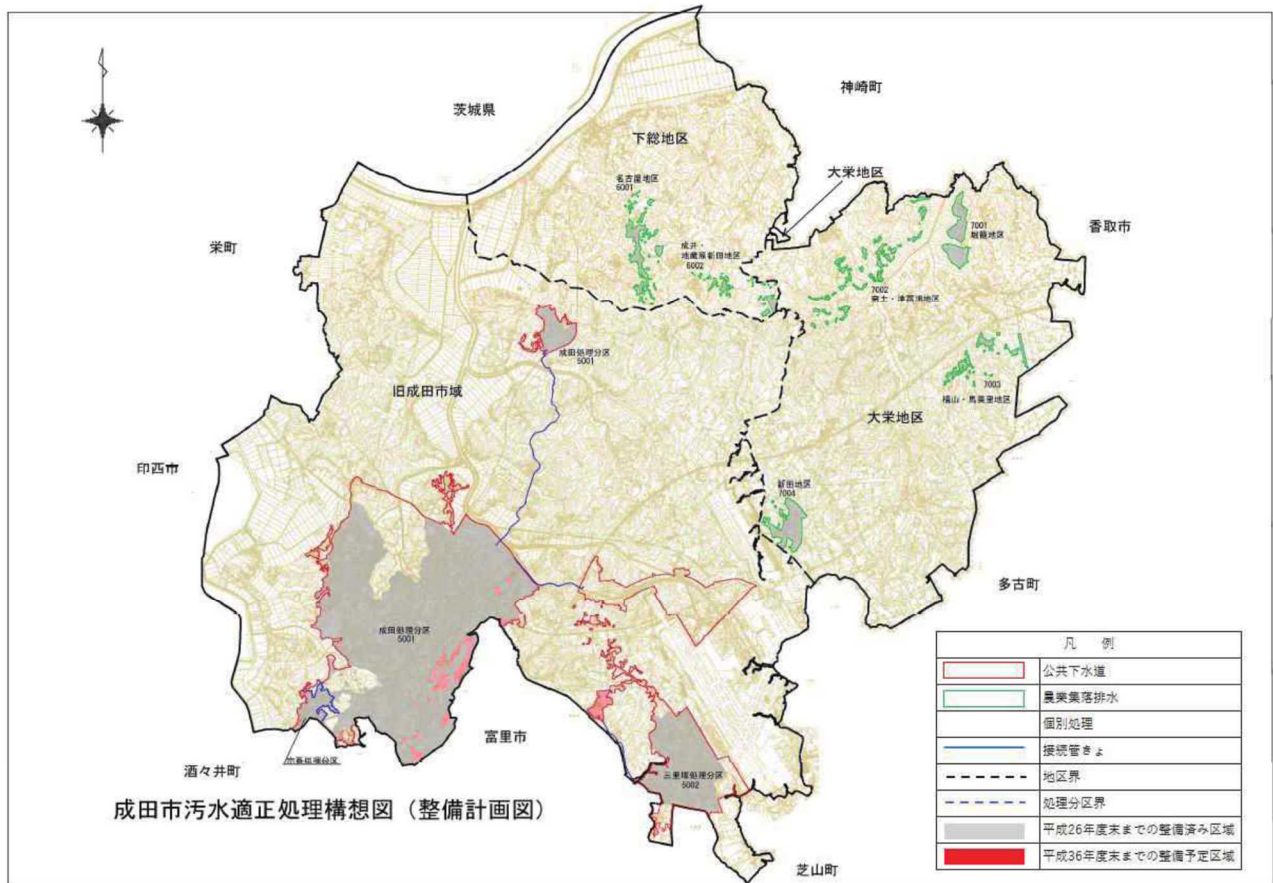 神崎町
茨城県
下総地区
大栄地区
名古屋地区
6001
香取市
7001
堀籠地区
栄町
成井・
地蔵原新田地区
6002
7002
成田処理分区
5001
7003
旧成田市域
大栄地区
印西市
新田地区
7004
多古町
成田処理分区
5001
富里市
酒々井町
三里塚処理分区
5002
成田市汚水適正処理構想図(整備計画図)
芝山町
凡 例
公共下水道
農業集落排水
個別処理
接続管きょ
地区界
処理分区界
平成26年度末までの整備済み区域
平成36年度末までの整備予定区域